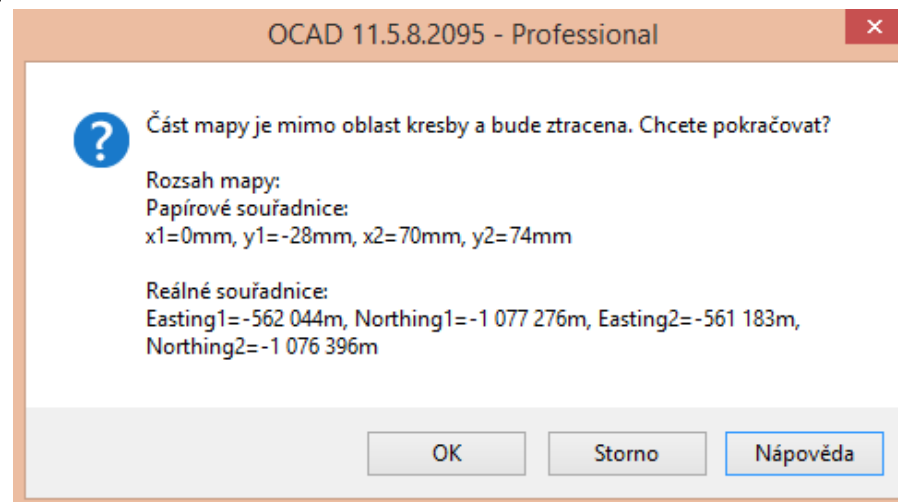 OCAD 11.5.8.2095 - Professional
Část mapy je mimo oblast kresby a bude ztracena. Chcete pokračovat?
Rozsah mapy:
Papírové souřadnice:
x1=0mm, y1=-28mm, x2=70mm, y2=74mm
Reálné souřadnice:
Easting1=-562 044m, Northing1=-1 077 276m, Easting2=-561 183m,
Northing2=-1 076 396m
OK Storno Nápověda